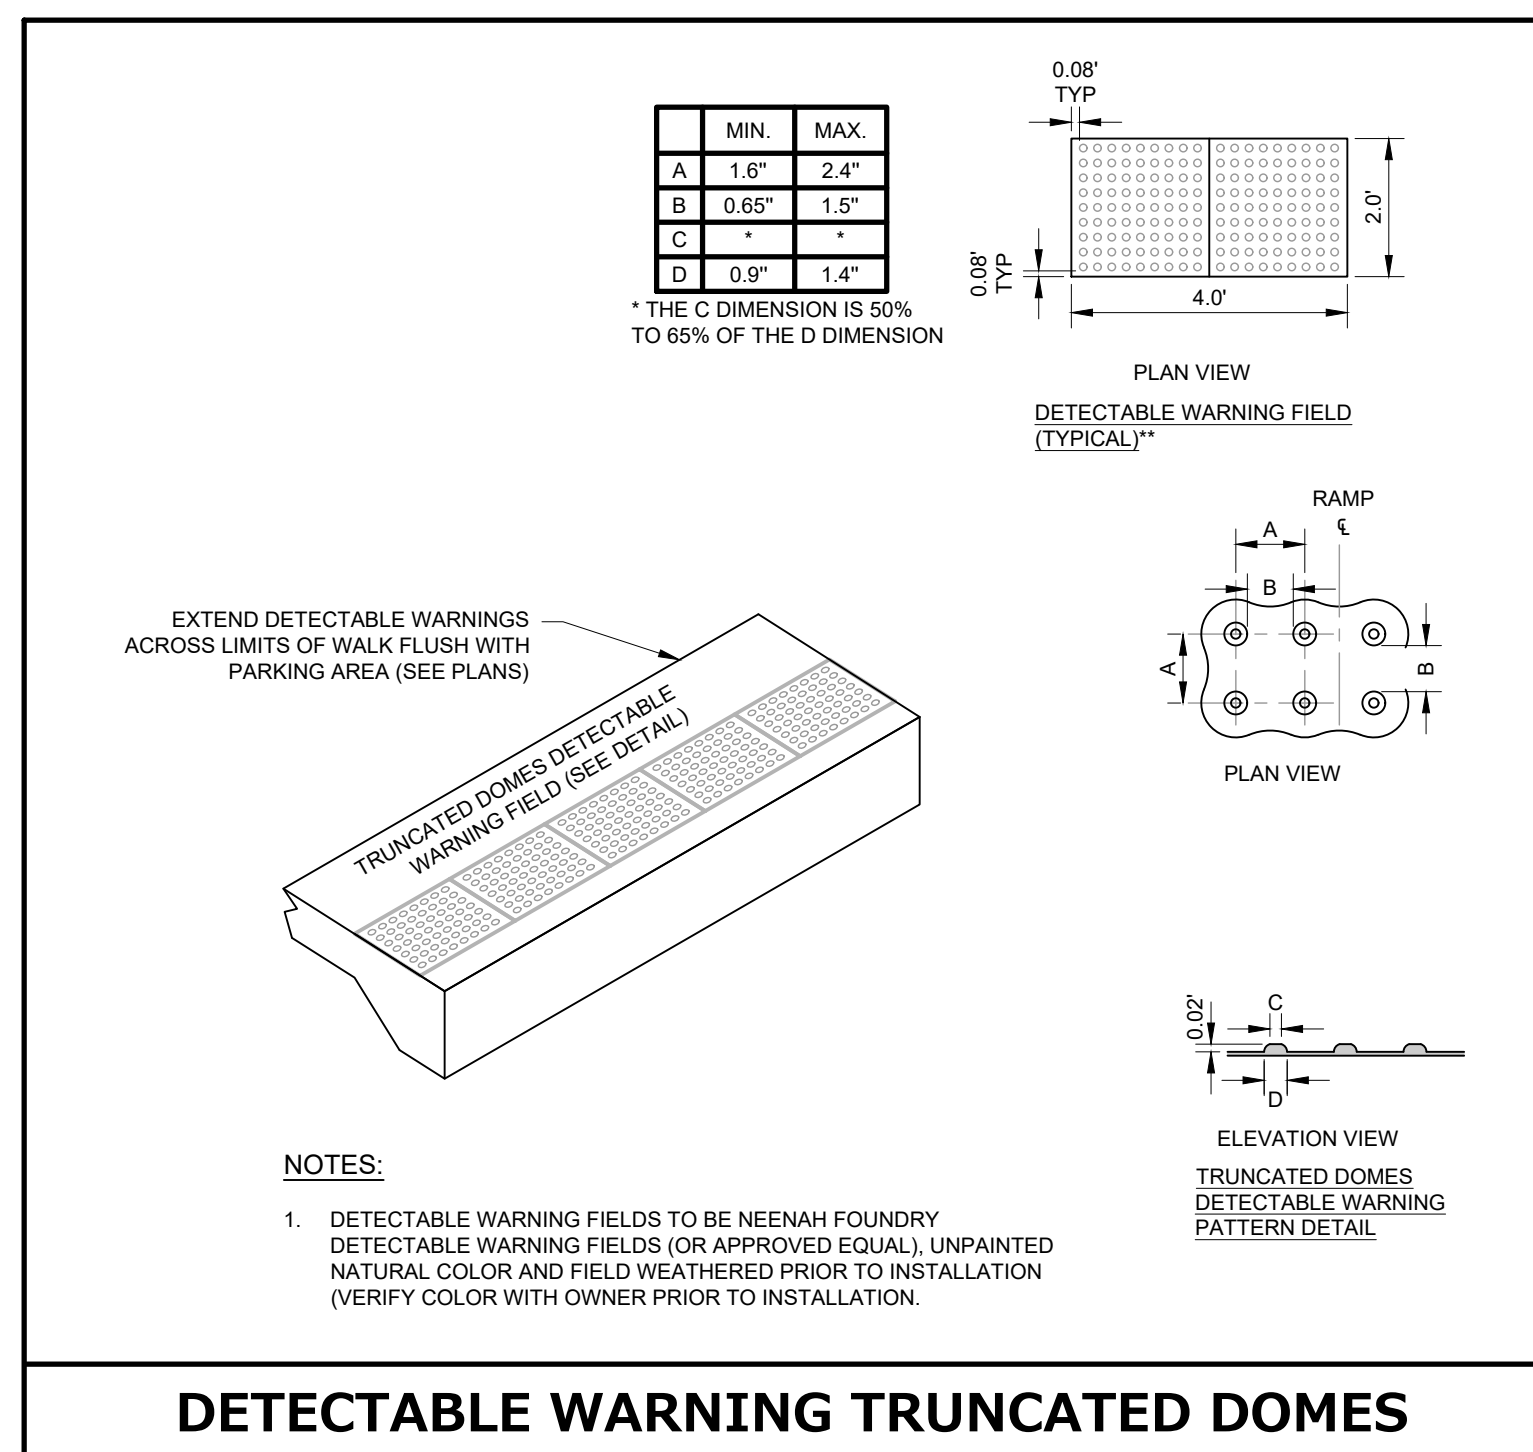 MIN. MAX.
A 1.6" 2.4"
B 0.65" 1.5"
C * *
D 0.9" 1.4"
* THE C DIMENSION IS 50%
TO 65% OF THE D DIMENSION
0.08'
TYP
2.0'
0.08'
TYP
4.0'
PLAN VIEW
DETECTABLE WARNING FIELD
(TYPICAL)**
RAMP
℄
A
B
A
B
PLAN VIEW
EXTEND DETECTABLE WARNINGS
ACROSS LIMITS OF WALK FLUSH WITH
PARKING AREA (SEE PLANS)
TRUNCATED DOMES DETECTABLE
WARNING FIELD (SEE DETAIL)
0.02'
C
D
ELEVATION VIEW
TRUNCATED DOMES
DETECTABLE WARNING
PATTERN DETAIL
NOTES:
1. DETECTABLE WARNING FIELDS TO BE NEENAH FOUNDRY
DETECTABLE WARNING FIELDS (OR APPROVED EQUAL), UNPAINTED
NATURAL COLOR AND FIELD WEATHERED PRIOR TO INSTALLATION
(VERIFY COLOR WITH OWNER PRIOR TO INSTALLATION.
DETECTABLE WARNING TRUNCATED DOMES